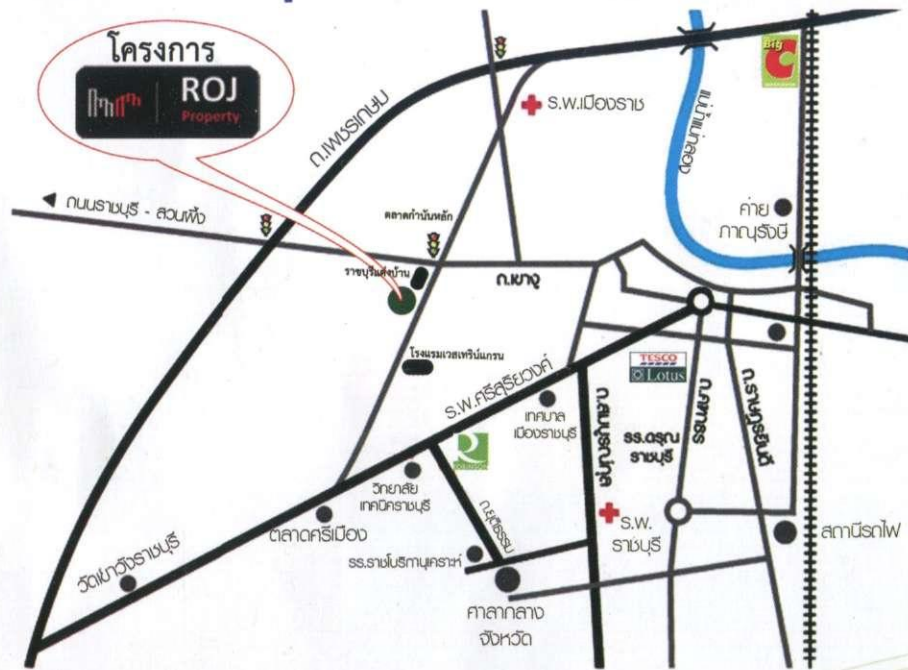 โครงการ
ROJ
Property
ถ.เพชรเกษม
Big
C
ร.พ.เมืองราช
แม่น้ำแม่กลอง
ค่าย
ภาณุรังษี
ถนนราชบุรี - สวนผึ้ง
ตลาดกำนันหลัก
ราชบุรีแต่งบ้าน
ถ.เขางู
โรงแรมเวสเทริน์แกรน
TESCO
Lotus
ร.พ.ศรีสุริยวงศ์
เทศบาล
เมืองราชบุรี
ถ.สมบูรณ์กุล
รร.ดรุณ
ราชบุรี
ถ.คทธร
ถ.ราษฎรยินดี
วิทยาลัย
เทคนิคราชบุรี
ถ.ยุติธรรม
ตลาดศรีเมือง
ร.พ.
ราชบุรี
สถานีรถไฟ
รร.ราชโบริกานุเคราะห์
วัดเขาวังราชบุรี
ศาลากลาง
จังหวัด